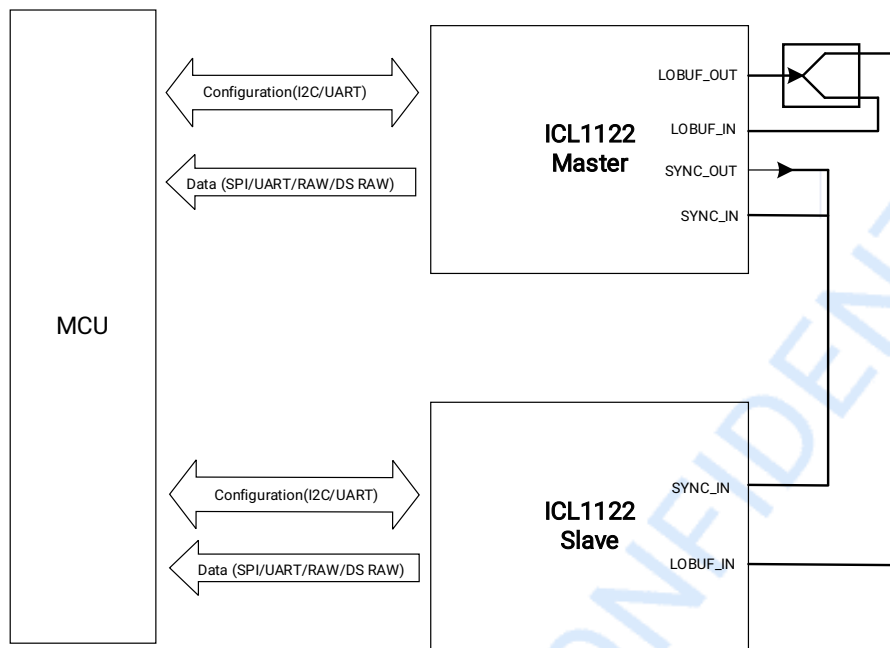 MCU
Configuration(I2C/UART)
Data (SPI/UART/RAW/DS RAW)
ICL1122
Master
LOBUF_OUT
LOBUF_IN
SYNC_OUT
SYNC_IN
Configuration(I2C/UART)
Data (SPI/UART/RAW/DS RAW)
ICL1122
Slave
SYNC_IN
LOBUF_IN